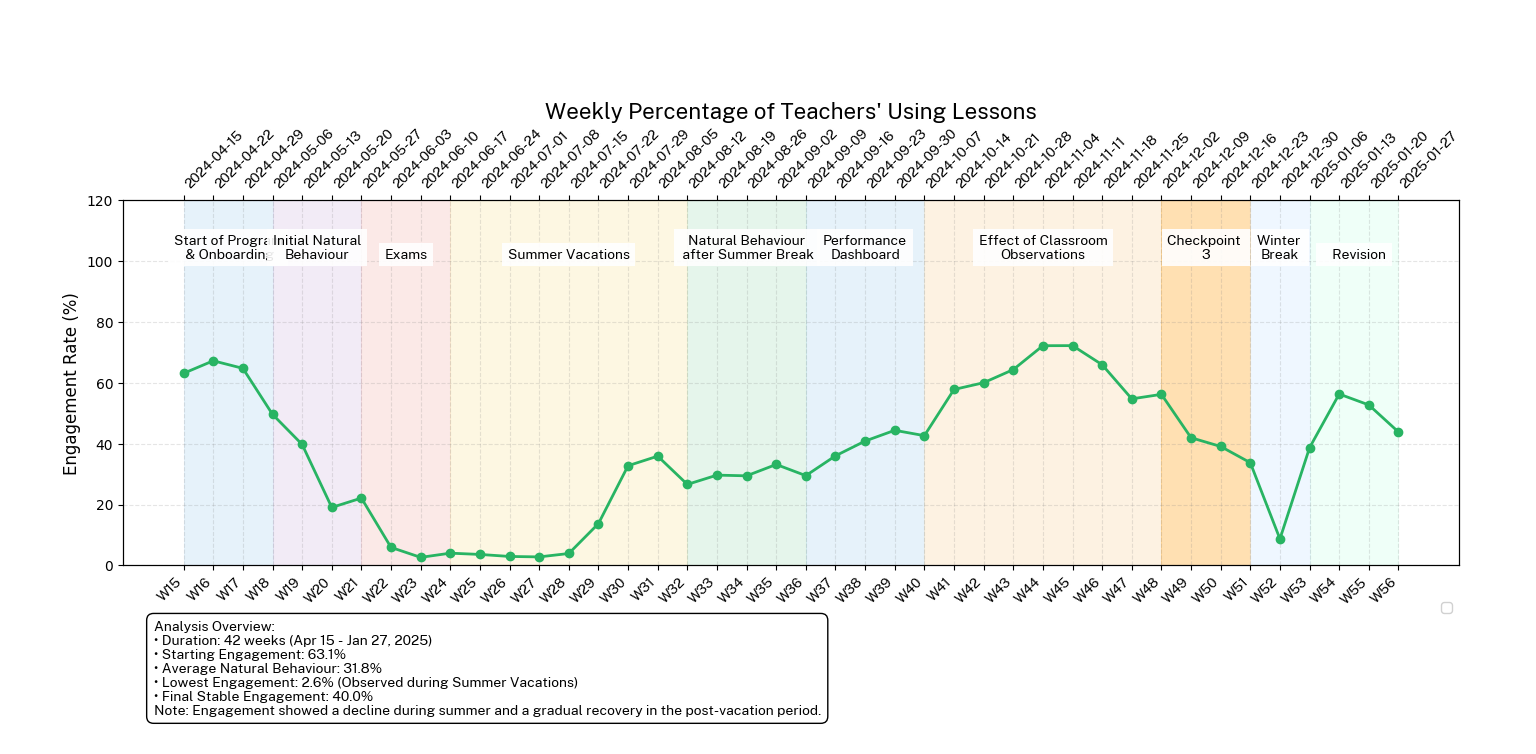 Weekly Percentage of Teachers' Using Lessons
2024-04-15
2024-04-22
2024-04-29
2024-05-06
2024-05-13
2024-05-20
2024-05-27
2024-06-03
2024-06-10
2024-06-17
2024-06-24
2024-07-01
2024-07-08
2024-07-15
2024-07-22
2024-07-29
2024-08-05
2024-08-12
2024-08-19
2024-08-26
2024-09-02
2024-09-09
2024-09-16
2024-09-23
2024-09-30
2024-10-07
2024-10-14
2024-10-21
2024-10-28
2024-11-04
2024-11-11
2024-11-18
2024-11-25
2024-12-02
2024-12-09
2024-12-16
2024-12-23
2024-12-30
2025-01-06
2025-01-13
2025-01-20
2025-01-27
Engagement Rate (%)
120
100
80
60
40
20
0
Start of Progra
& Onboardin
Initial Natural
Behaviour
Exams
Summer Vacations
Natural Behaviour
after Summer Break
Performance
Dashboard
Effect of Classroom
Observations
Checkpoint
3
Winter
Break
Revision
W15
W16
W17
W18
W19
W20
W21
W22
W23
W24
W25
W26
W27
W28
W29
W30
W31
W32
W33
W34
W35
W36
W37
W38
W39
W40
W41
W42
W43
W44
W45
W46
W47
W48
W49
W50
W51
W52
W53
W54
W55
W56
Analysis Overview:
• Duration: 42 weeks (Apr 15 - Jan 27, 2025)
• Starting Engagement: 63.1%
• Average Natural Behaviour: 31.8%
• Lowest Engagement: 2.6% (Observed during Summer Vacations)
• Final Stable Engagement: 40.0%
Note: Engagement showed a decline during summer and a gradual recovery in the post-vacation period.